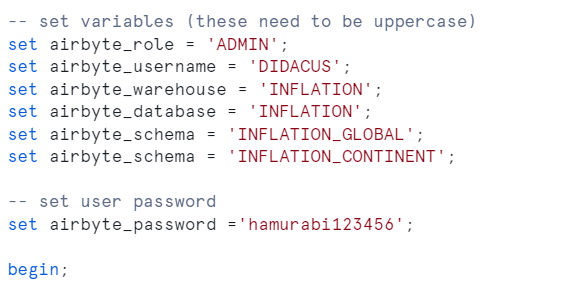 -- set variables (these need to be uppercase)
set airbyte_role = 'ADMIN';
set airbyte_username = 'DIDACUS';
set airbyte_warehouse = 'INFLATION';
set airbyte_database = 'INFLATION';
set airbyte_schema = 'INFLATION_GLOBAL';
set airbyte_schema = 'INFLATION_CONTINENT';
-- set user password
set airbyte_password ='hamurabi123456';
begin;